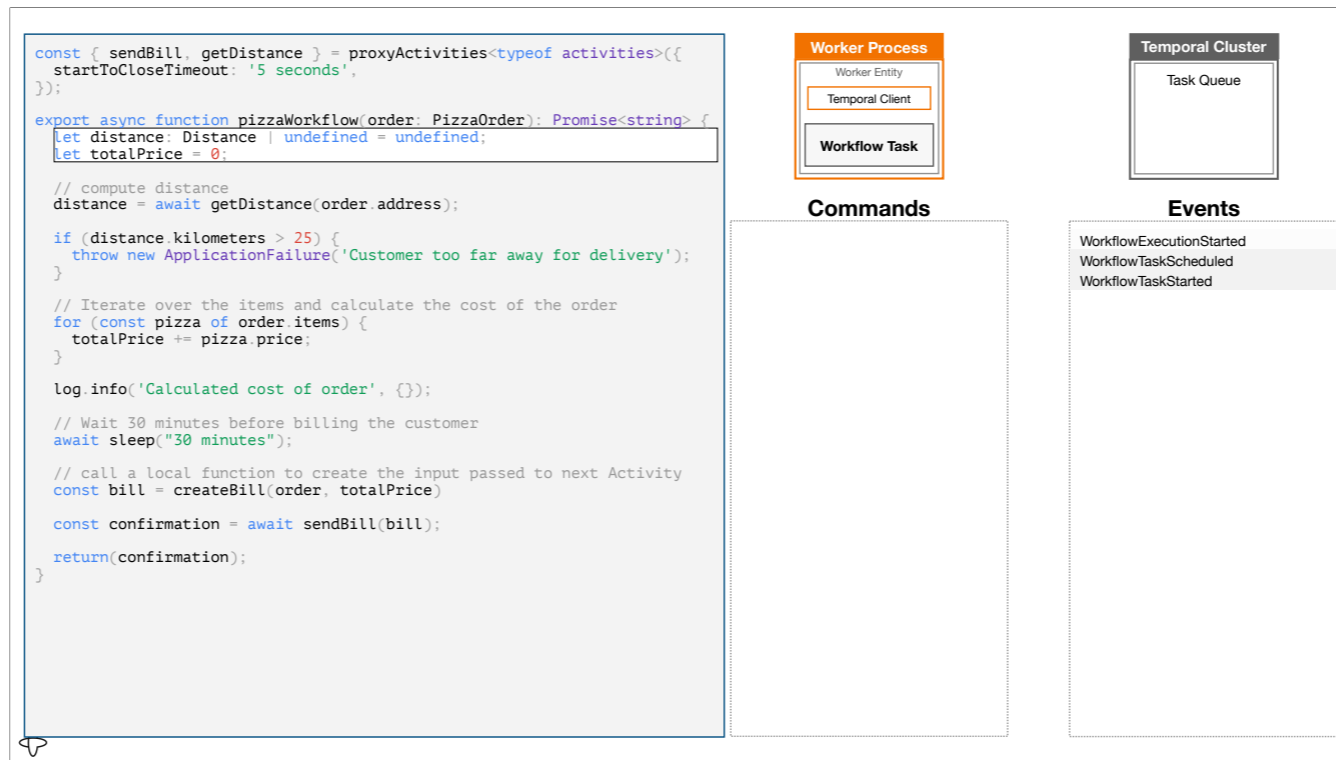 const { sendBill, getDistance } = proxyActivities<typeof activities>({
  startToCloseTimeout: '5 seconds',
});

export async function pizzaWorkflow(order: PizzaOrder): Promise<string> {
  let distance: Distance | undefined = undefined;
  let totalPrice = 0;

  // compute distance
  distance = await getDistance(order.address);

  if (distance.kilometers > 25) {
    throw new ApplicationFailure('Customer too far away for delivery');
  }

  // Iterate over the items and calculate the cost of the order
  for (const pizza of order.items) {
    totalPrice += pizza.price;
  }

  log.info('Calculated cost of order', {});

  // Wait 30 minutes before billing the customer
  await sleep("30 minutes");

  // call a local function to create the input passed to next Activity
  const bill = createBill(order, totalPrice)

  const confirmation = await sendBill(bill);

  return(confirmation);
}
Worker Process
Worker Entity
Temporal Client
Workflow Task
Temporal Cluster
Task Queue
Commands
Events
WorkflowExecutionStarted
WorkflowTaskScheduled
WorkflowTaskStarted